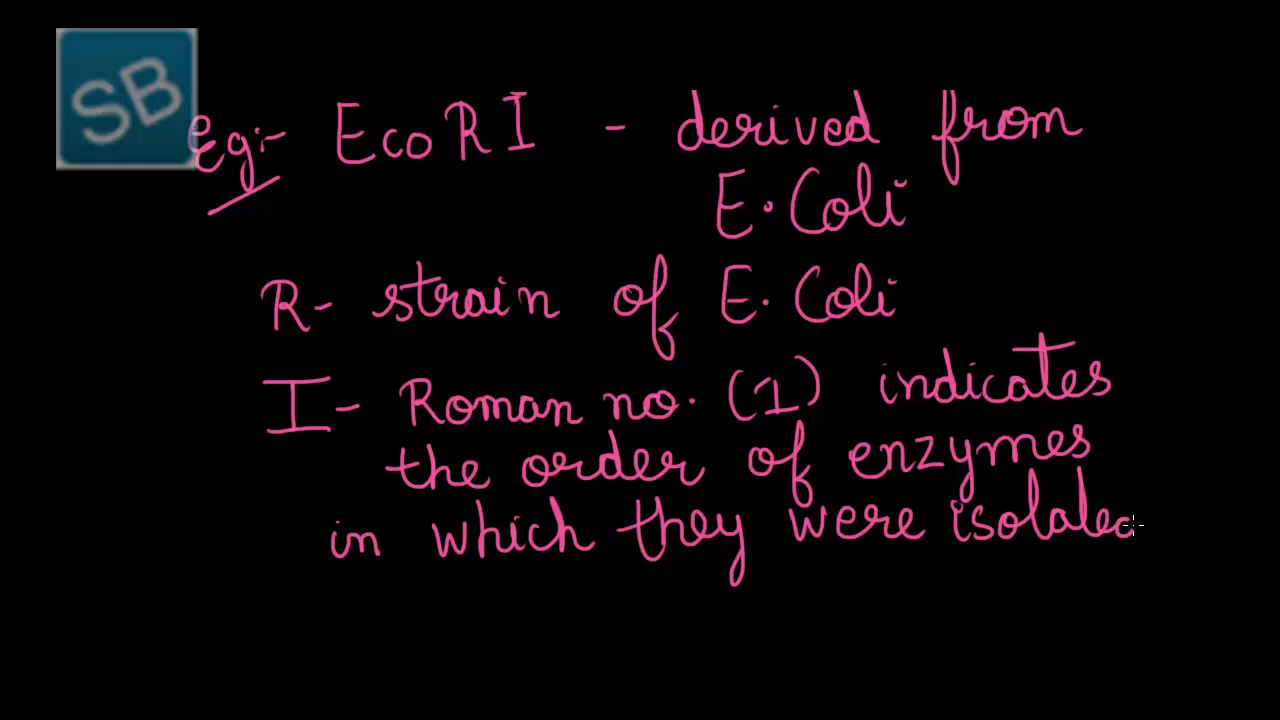 SB
Eg:- EcoRI - derived from
E. Coli
R- strain of E. Coli
I- Roman no. (1) indicates
the order of enzymes
in which they were isolated